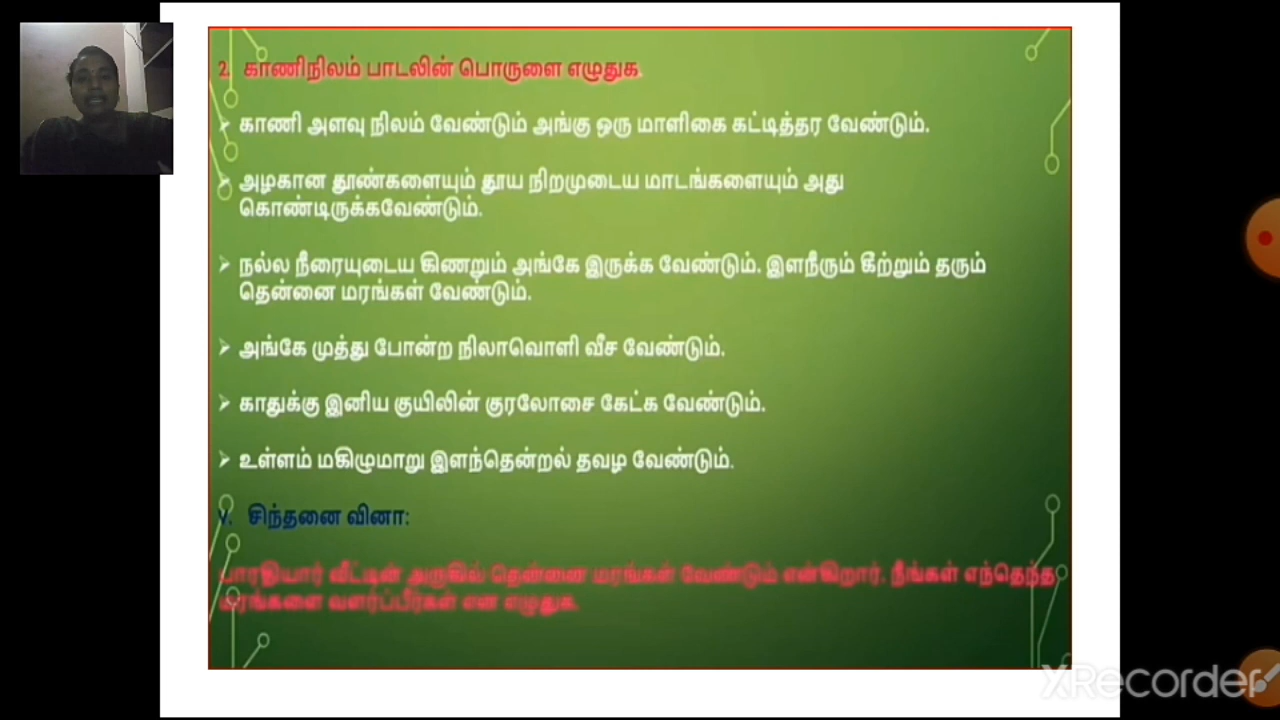 2. காணிநிலம் பாடலின் பொருளை எழுதுக.
காணி அளவு நிலம் வேண்டும் அங்கு ஒரு மாளிகை கட்டித்தர வேண்டும்.
அழகான தூண்களையும் தூய நிறமுடைய மாடங்களையும் அது
கொண்டிருக்கவேண்டும்.
நல்ல நீரையுடைய கிணறும் அங்கே இருக்க வேண்டும். இளநீரும் கீற்றும் தரும்
தென்னை மரங்கள் வேண்டும்.
அங்கே முத்து போன்ற நிலாவொளி வீச வேண்டும்.
காதுக்கு இனிய குயிலின் குரலோசை கேட்க வேண்டும்.
உள்ளம் மகிழுமாறு இளந்தென்றல் தவழ வேண்டும்.
V. சிந்தனை வினா:
பாரதியார் வீட்டின் அருகில் தென்னை மரங்கள் வேண்டும் என்கிறார். நீங்கள் எந்தெந்த
மரங்களை வளர்ப்பீர்கள் என எழுதுக.
XRecorder